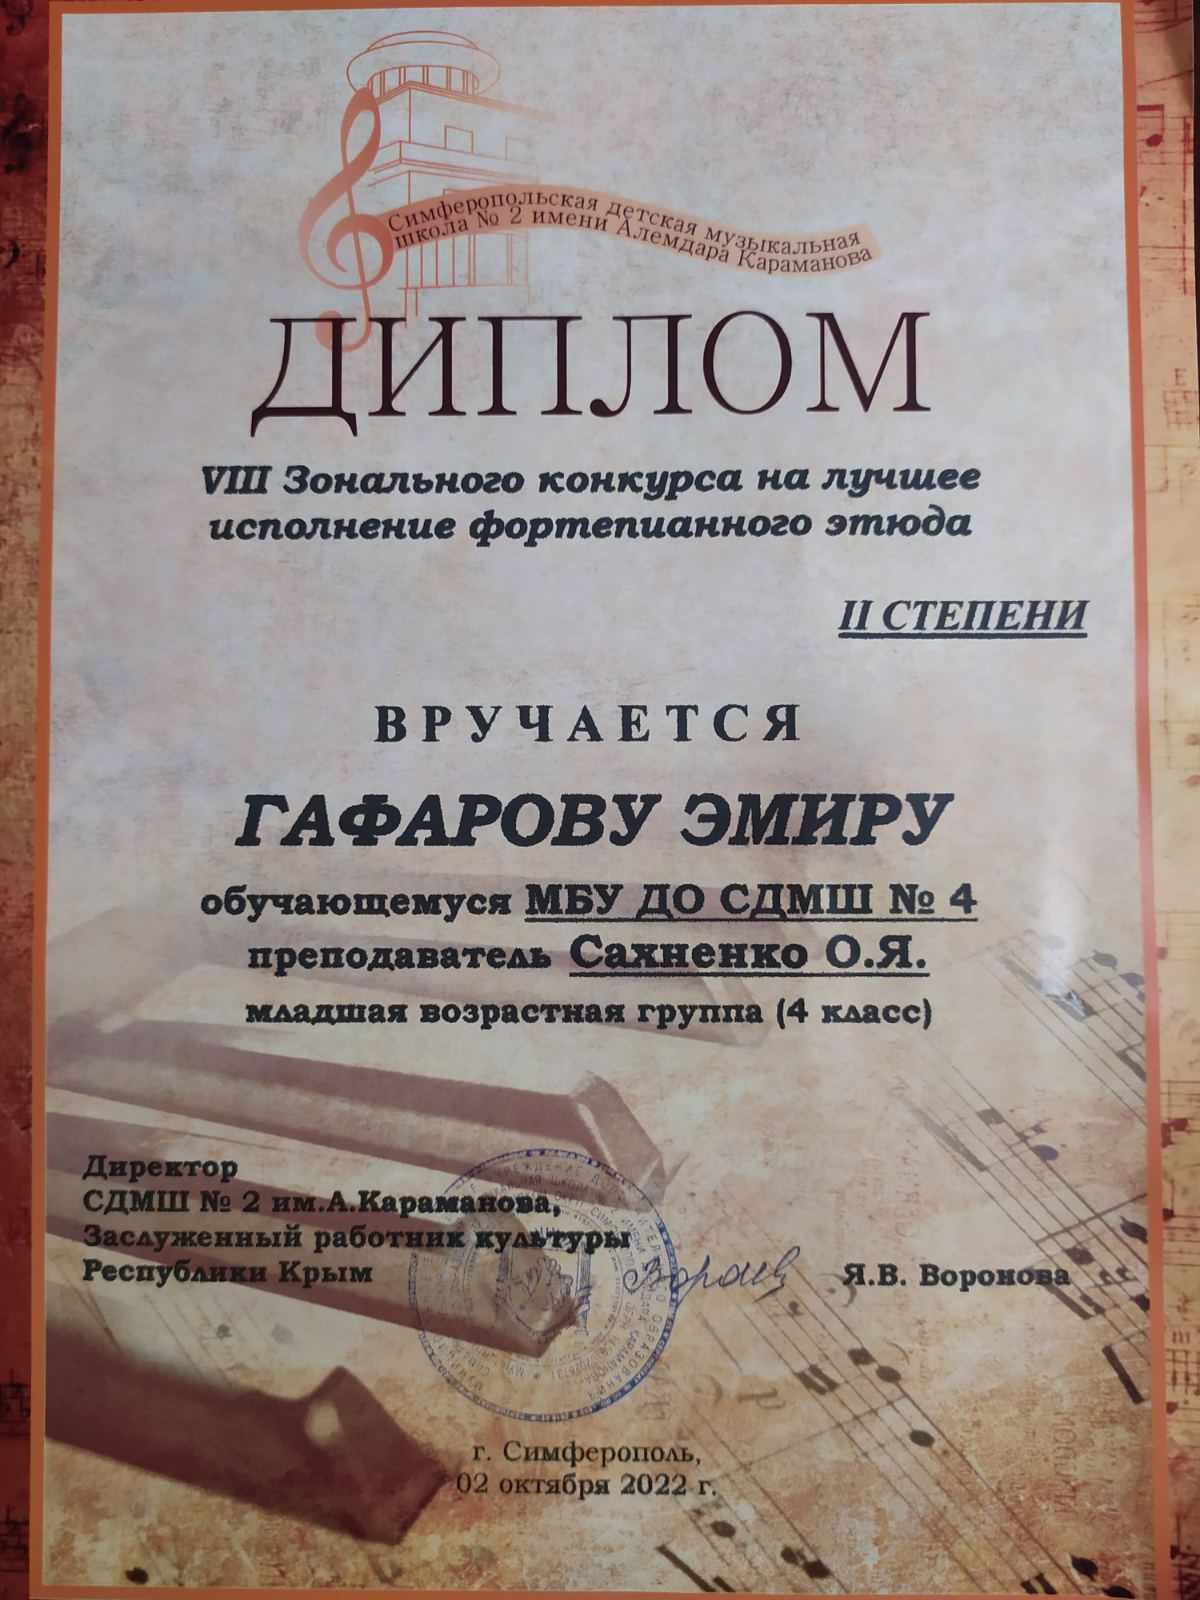 Симферопольская детская музыкальная
школа № 2 имени Алемдара Караманова
ДИПЛОМ
VIII Зонального конкурса на лучшее
исполнение фортепианного этюда
II СТЕПЕНИ
ВРУЧАЕТСЯ
ГАФАРОВУ ЭМИРУ
обучающемуся МБУ ДО СДМШ № 4
преподаватель Сахненко О.Я.
младшая возрастная группа (4 класс)
Директор
СДМШ № 2 им.А.Караманова,
Заслуженный работник культуры
Республики Крым
Я.В. Воронова
г. Симферополь,
02 октября 2022 г.